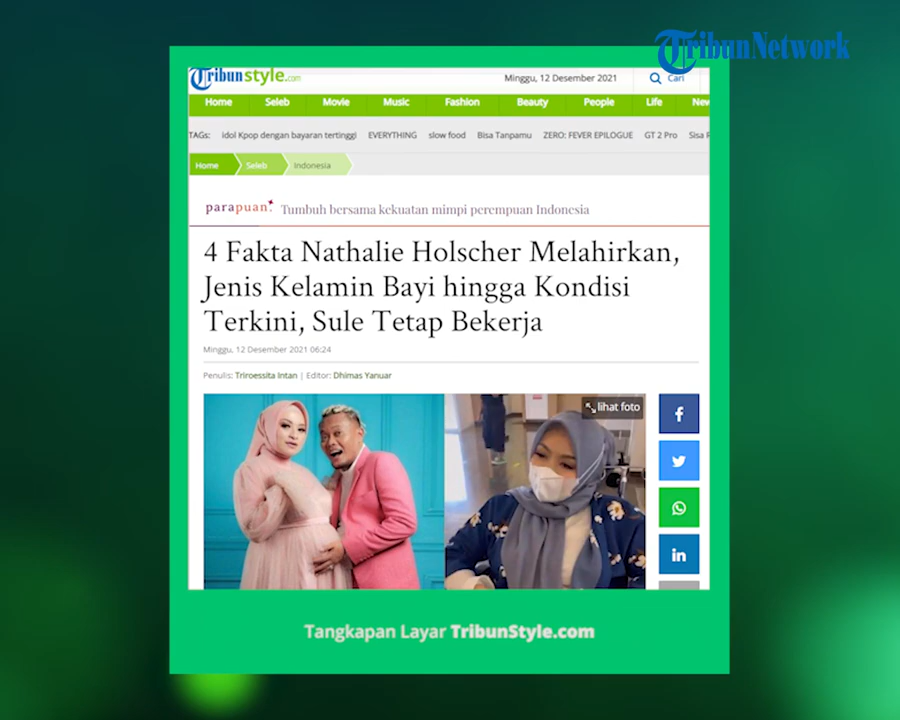 TribunNetwork
Tribunstyle.com
Minggu, 12 Desember 2021
Cari
Home Seleb Movie Music Fashion Beauty People Life New
TAGs: idol Kpop dengan bayaran tertinggi EVERYTHING slow food Bisa Tanpamu ZERO: FEVER EPILOGUE GT 2 Pro Sisa
Home Seleb Indonesia
parapuan. Tumbuh bersama kekuatan mimpi perempuan Indonesia
4 Fakta Nathalie Holscher Melahirkan,
Jenis Kelamin Bayi hingga Kondisi
Terkini, Sule Tetap Bekerja
Minggu, 12 Desember 2021 06:24
Penulis: Triroessita Intan | Editor: Dhimas Yanuar
lihat foto
Tangkapan Layar TribunStyle.com